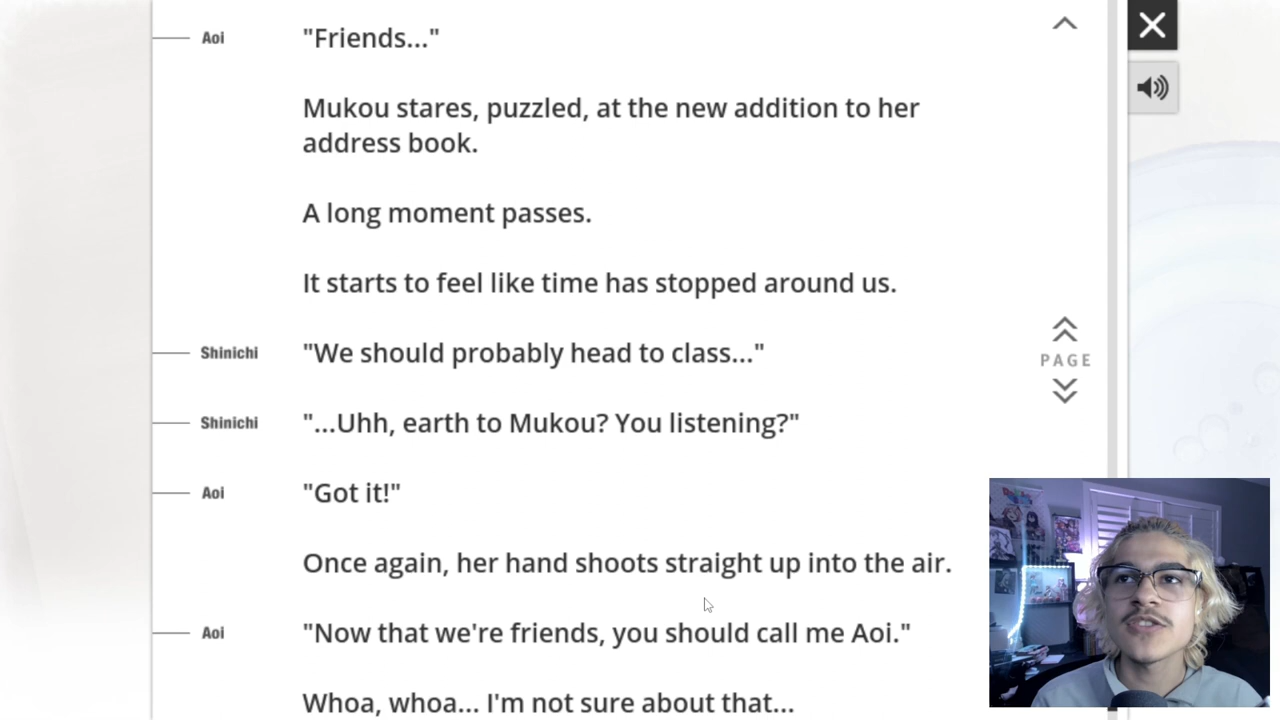 Aoi "Friends..."
Mukou stares, puzzled, at the new addition to her
address book.
A long moment passes.
It starts to feel like time has stopped around us.
Shinichi "We should probably head to class..."
PAGE
Shinichi "...Uhh, earth to Mukou? You listening?"
Aoi "Got it!"
Once again, her hand shoots straight up into the air.
Aoi "Now that we're friends, you should call me Aoi."
Whoa, whoa... I'm not sure about that...